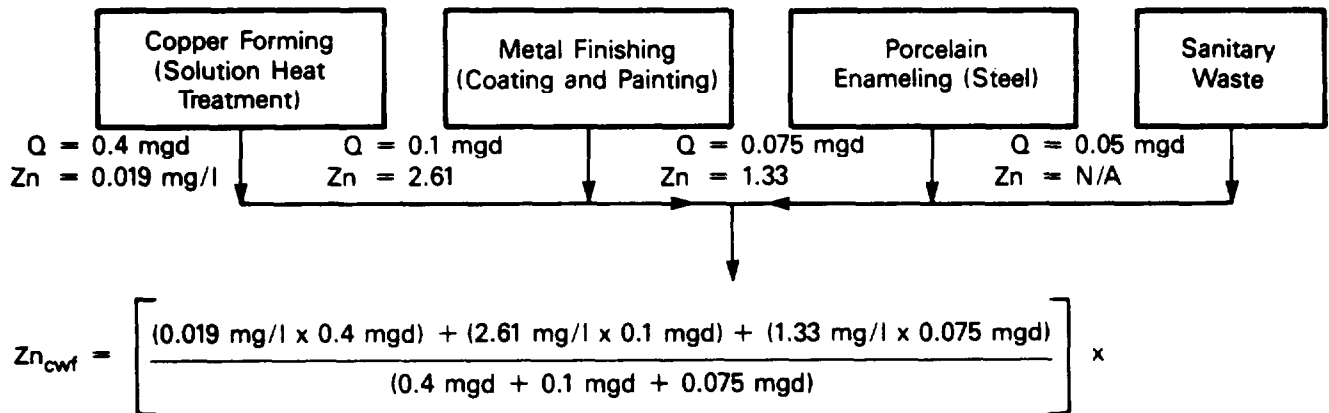 Copper Forming
(Solution Heat
Treatment)
Metal Finishing
(Coating and Painting)
Porcelain
Enameling (Steel)
Sanitary
Waste
Q = 0.4 mgd
Zn = 0.019 mg/l
Q = 0.1 mgd
Zn = 2.61
Q = 0.075 mgd
Zn = 1.33
Q = 0.05 mgd
Zn = N/A
(0.019 mg/l x 0.4 mgd) + (2.61 mg/l x 0.1 mgd) + (1.33 mg/l x 0.075 mgd)
Zncwf = x
(0.4 mgd + 0.1 mgd + 0.075 mgd)